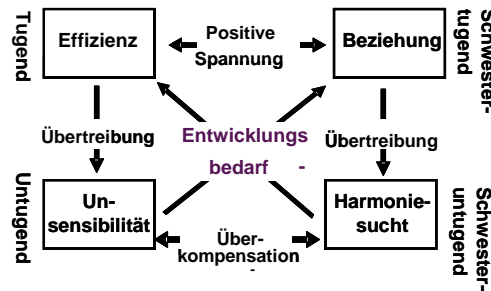 Tugend
Effizienz
Positive
Spannung
Beziehung
Schwester-
tugend
Übertreibung
Entwicklungs
bedarf -
Übertreibung
Untugend
Un-
sensibilität
Über-
kompensation
-
Harmonie-
sucht
Schwester-
untugend